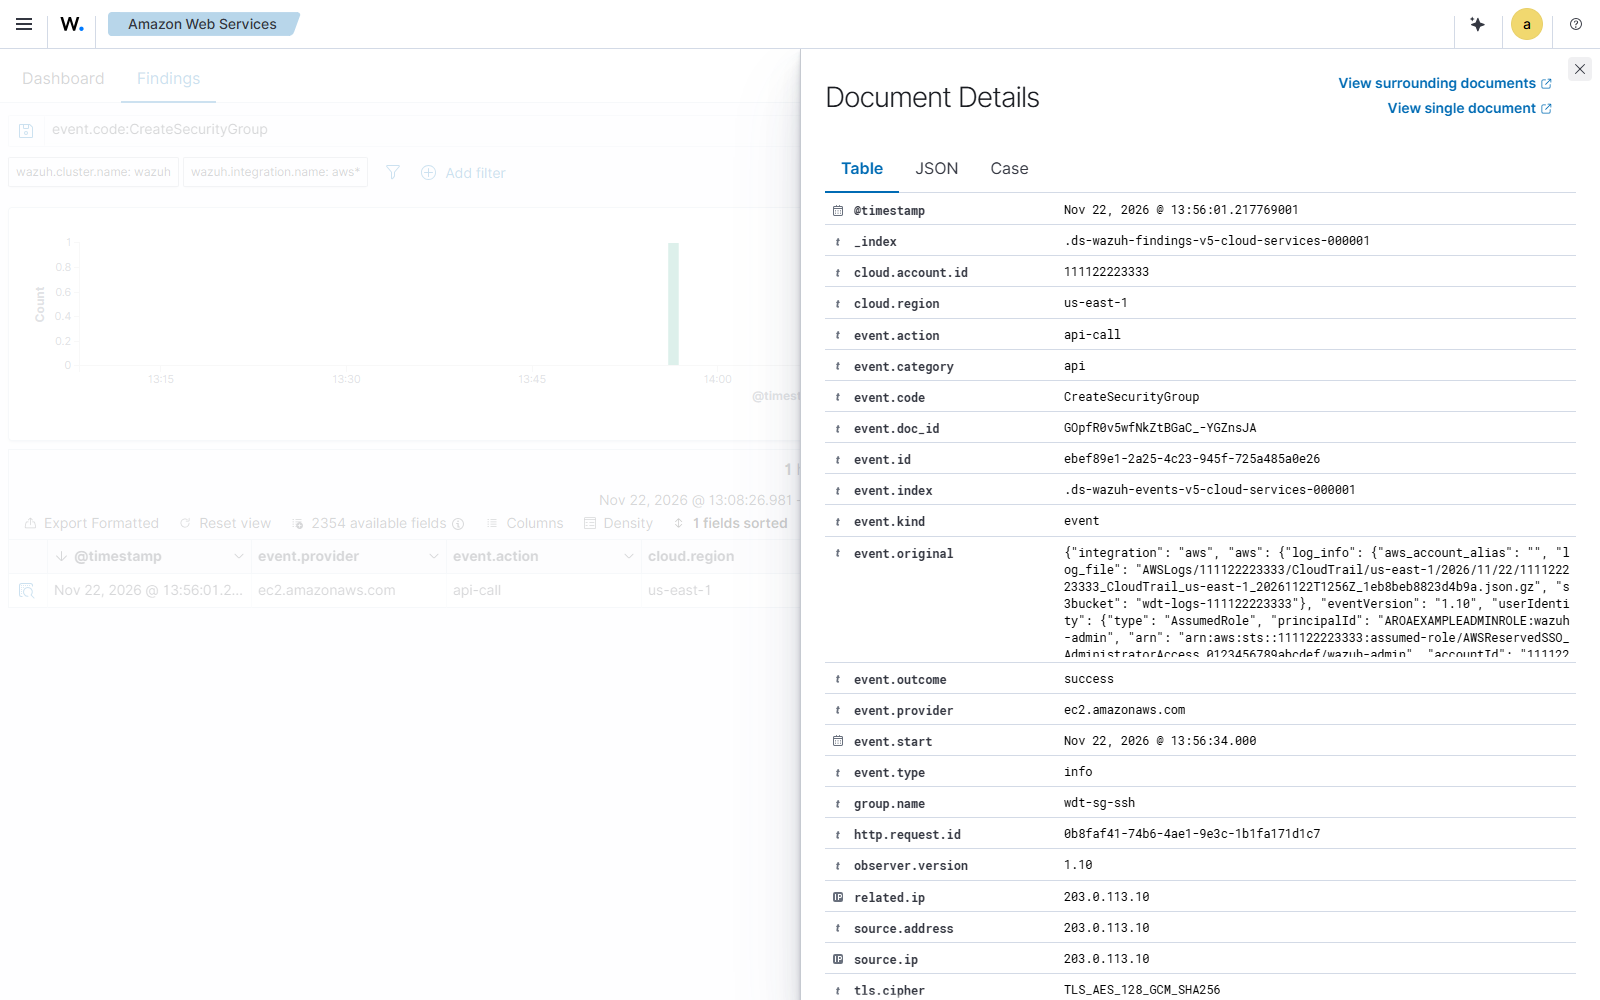 W.
Amazon Web Services
a
Dashboard
Findings
event.code:CreateSecurityGroup
wazuh.cluster.name: wazuh
wazuh.integration.name: aws*
Add filter
Count
1
0.8
0.6
0.4
0.2
0
13:15
13:30
13:45
14:00
@timest
1
Nov 22, 2026 @ 13:08:26.981 -
Export Formatted
Reset view
2354 available fields
Columns
Density
1 fields sorted
@timestamp
event.provider
event.action
cloud.region
Nov 22, 2026 @ 13:56:01.2...
ec2.amazonaws.com
api-call
us-east-1
Document Details
View surrounding documents
View single document
Table
JSON
Case
@timestamp Nov 22, 2026 @ 13:56:01.217769001
t _index .ds-wazuh-findings-v5-cloud-services-000001
t cloud.account.id 111122223333
t cloud.region us-east-1
t event.action api-call
t event.category api
t event.code CreateSecurityGroup
t event.doc_id GOpfR0v5wfNkZtBGaC_-YGZnsJA
t event.id ebef89e1-2a25-4c23-945f-725a485a0e26
t event.index .ds-wazuh-events-v5-cloud-services-000001
t event.kind event
t event.original {"integration": "aws", "aws": {"log_info": {"aws_account_alias": "", "l
og_file": "AWSLogs/111122223333/CloudTrail/us-east-1/2026/11/22/111122
223333_CloudTrail_us-east-1_20261122T1256Z_1eb8beb8823d4b9a.json.gz", "s
3bucket": "wdt-logs-111122223333"}, "eventVersion": "1.10", "userIdenti
ty": {"type": "AssumedRole", "principalId": "AROAEXAMPLEADMINROLE:wazuh
-admin", "arn": "arn:aws:sts::111122223333:assumed-role/AWSReservedSSO_
AdministratorAccess_0123456789abcdef/wazuh-admin", "accountId": "111122
t event.outcome success
t event.provider ec2.amazonaws.com
event.start Nov 22, 2026 @ 13:56:34.000
t event.type info
t group.name wdt-sg-ssh
t http.request.id 0b8faf41-74b6-4ae1-9e3c-1b1fa171d1c7
t observer.version 1.10
related.ip 203.0.113.10
t source.address 203.0.113.10
source.ip 203.0.113.10
t tls.cipher TLS_AES_128_GCM_SHA256